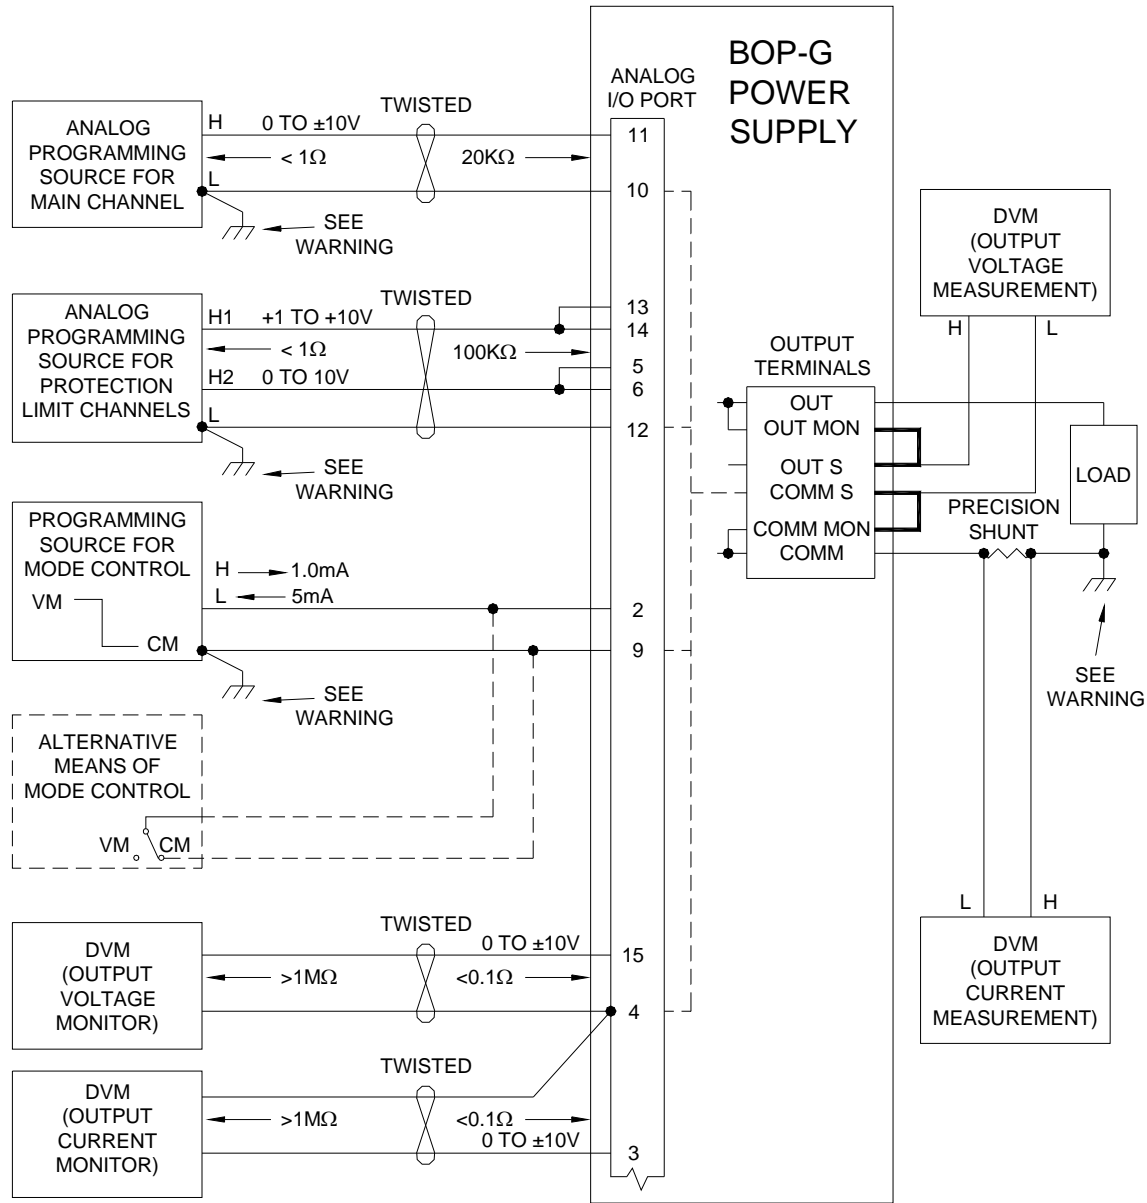 BOP-G
POWER
SUPPLY
ANALOG
I/O PORT
ANALOG
PROGRAMMING
SOURCE FOR
MAIN CHANNEL
H
0 TO ±10V
TWISTED
< 1Ω
20KΩ
L
SEE
WARNING
11
10
ANALOG
PROGRAMMING
SOURCE FOR
PROTECTION
LIMIT CHANNELS
H1
+1 TO +10V
TWISTED
< 1Ω
100KΩ
H2
0 TO 10V
L
SEE
WARNING
13
14
5
6
12
PROGRAMMING
SOURCE FOR
MODE CONTROL
VM
CM
H
1.0mA
L
5mA
SEE
WARNING
2
9
ALTERNATIVE
MEANS OF
MODE CONTROL
VM
CM
DVM
(OUTPUT
VOLTAGE
MONITOR)
TWISTED
0 TO ±10V
>1MΩ
<0.1Ω
15
4
DVM
(OUTPUT
CURRENT
MONITOR)
TWISTED
>1MΩ
<0.1Ω
0 TO ±10V
3
OUTPUT
TERMINALS
OUT
OUT MON
OUT S
COMM S
COMM MON
COMM
DVM
(OUTPUT
VOLTAGE
MEASUREMENT)
H
L
LOAD
PRECISION
SHUNT
SEE
WARNING
L
H
DVM
(OUTPUT
CURRENT
MEASUREMENT)